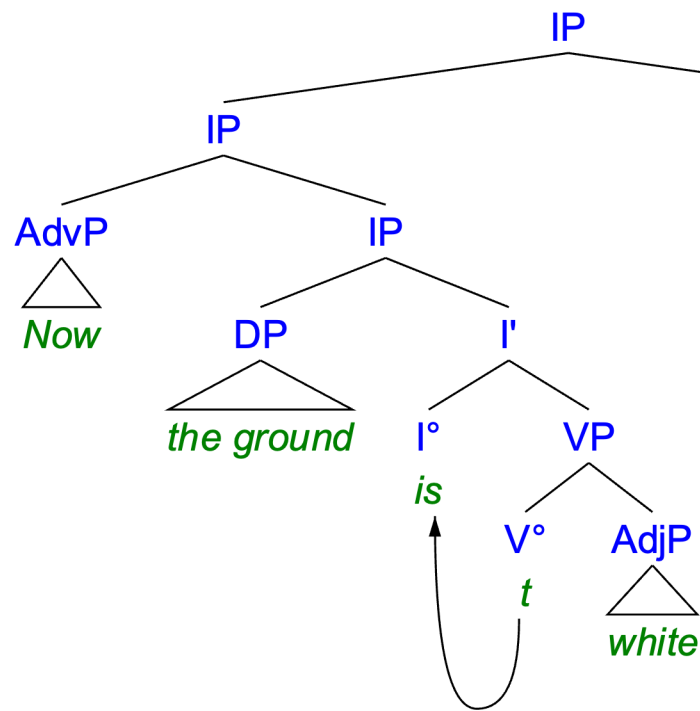 IP
IP
AdvP IP
Now DP I'
the ground I° VP
is V° AdjP
t white